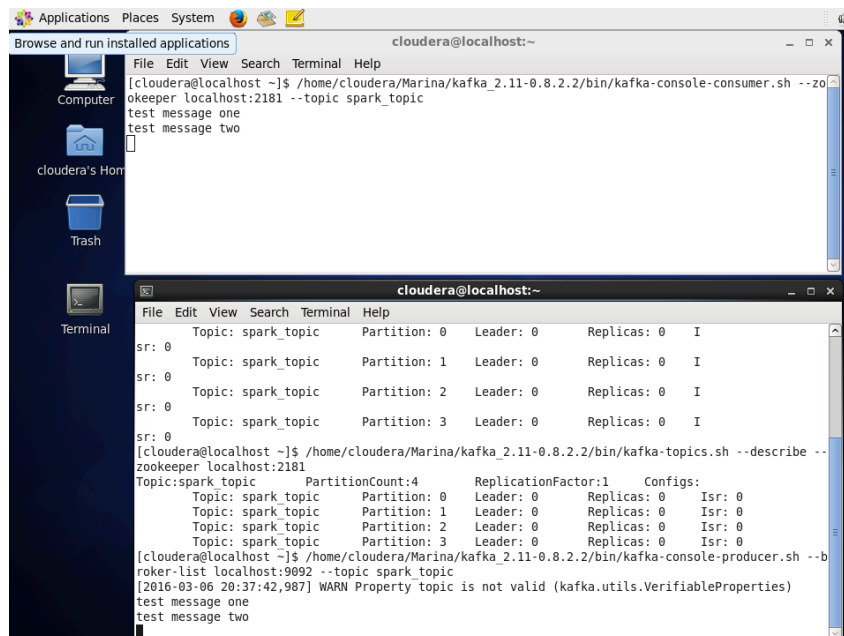 Applications Places System
Browse and run installed applications
cloudera@localhost:~
File Edit View Search Terminal Help
[cloudera@localhost ~]$ /home/cloudera/Marina/kafka_2.11-0.8.2.2/bin/kafka-console-consumer.sh --zo
okeeper localhost:2181 --topic spark_topic
test message one
test message two
Computer
cloudera's Hom
Trash
Terminal
cloudera@localhost:~
File Edit View Search Terminal Help
Topic: spark_topic Partition: 0 Leader: 0 Replicas: 0 I
sr: 0
Topic: spark_topic Partition: 1 Leader: 0 Replicas: 0 I
sr: 0
Topic: spark_topic Partition: 2 Leader: 0 Replicas: 0 I
sr: 0
Topic: spark_topic Partition: 3 Leader: 0 Replicas: 0 I
sr: 0
[cloudera@localhost ~]$ /home/cloudera/Marina/kafka_2.11-0.8.2.2/bin/kafka-topics.sh --describe --
zookeeper localhost:2181
Topic:spark_topic PartitionCount:4 ReplicationFactor:1 Configs:
Topic: spark_topic Partition: 0 Leader: 0 Replicas: 0 Isr: 0
Topic: spark_topic Partition: 1 Leader: 0 Replicas: 0 Isr: 0
Topic: spark_topic Partition: 2 Leader: 0 Replicas: 0 Isr: 0
Topic: spark_topic Partition: 3 Leader: 0 Replicas: 0 Isr: 0
[cloudera@localhost ~]$ /home/cloudera/Marina/kafka_2.11-0.8.2.2/bin/kafka-console-producer.sh --b
roker-list localhost:9092 --topic spark_topic
[2016-03-06 20:37:42,987] WARN Property topic is not valid (kafka.utils.VerifiableProperties)
test message one
test message two